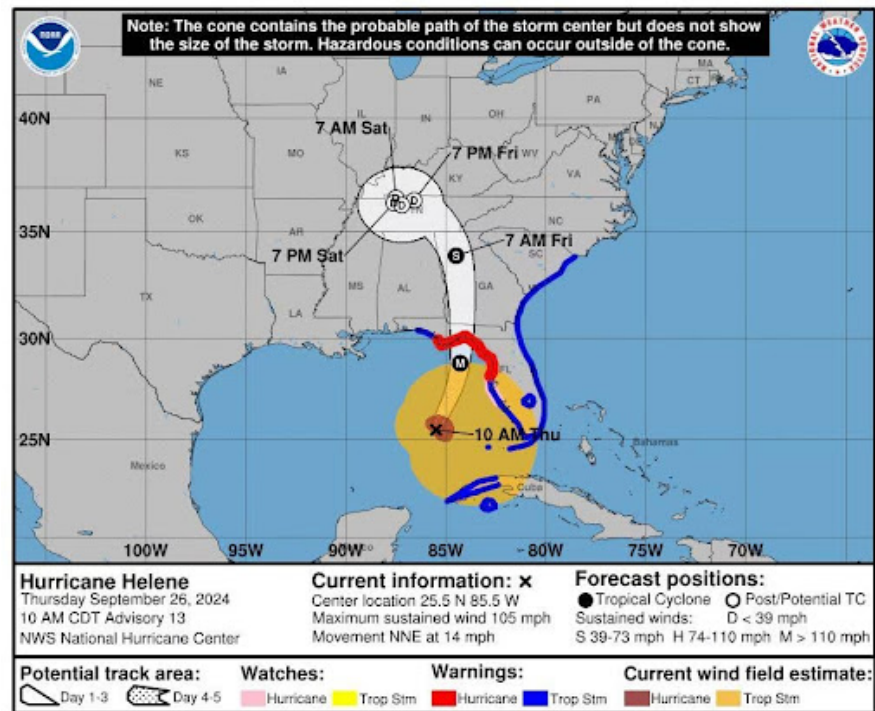 Note: The cone contains the probable path of the storm center but does not show
the size of the storm. Hazardous conditions can occur outside of the cone.
NOAA
NATIONAL WEATHER SERVICE
MA
CT
NE
IA
PA
40N
IL
IN
OH
7 AM Sat
7 PM Fri
WV
KS
MO
KY
VA
D
D
TN
35N
OK
AR
NC
7 PM Sat
S
7 AM Fri
SC
MS
AL
GA
TX
LA
30N
M
FL
10 AM Thu
25N
Mexico
Bahamas
Cuba
100W 95W 90W 85W 80W 75W 70W
Hurricane Helene
Thursday September 26, 2024
10 AM CDT Advisory 13
NWS National Hurricane Center
Current information: ×
Center location 25.5 N 85.5 W
Maximum sustained wind 105 mph
Movement NNE at 14 mph
Forecast positions:
Tropical Cyclone Post/Potential TC
Sustained winds: D < 39 mph
S 39-73 mph H 74-110 mph M > 110 mph
Potential track area:
Day 1-3 Day 4-5
Watches:
Hurricane Trop Stm
Warnings:
Hurricane Trop Stm
Current wind field estimate:
Hurricane Trop Stm